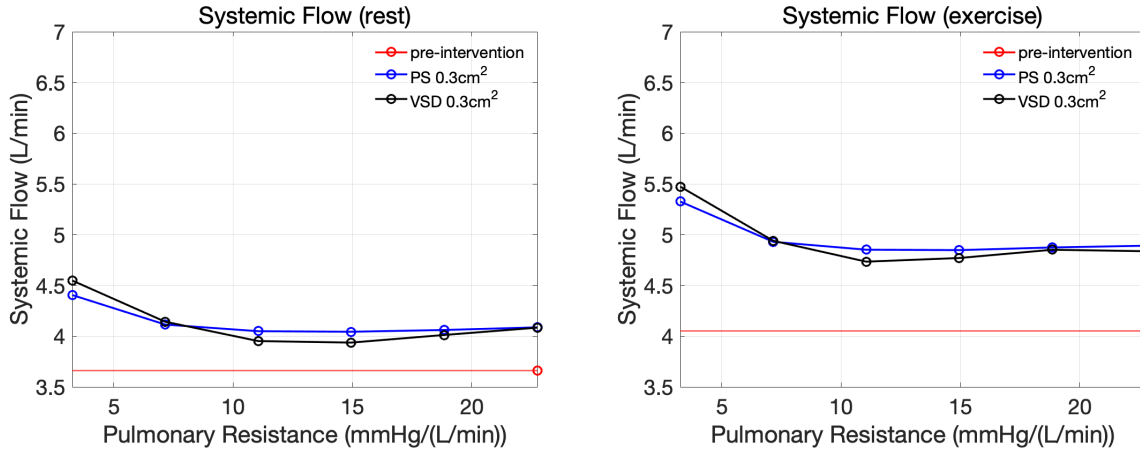 Systemic Flow (rest)
Systemic Flow (L/min)
7
6.5
6
5.5
5
4.5
4
3.5
pre-intervention
PS 0.3cm²
VSD 0.3cm²
5 10 15 20
Pulmonary Resistance (mmHg/(L/min))
Systemic Flow (exercise)
Systemic Flow (L/min)
7
6.5
6
5.5
5
4.5
4
3.5
pre-intervention
PS 0.3cm²
VSD 0.3cm²
5 10 15 20
Pulmonary Resistance (mmHg/(L/min))